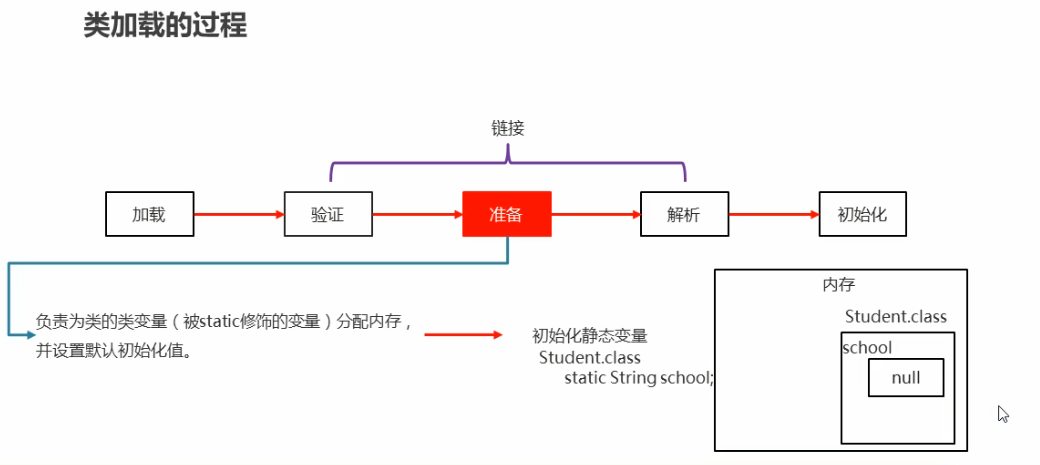 类加载的过程
链接
加载
验证
准备
解析
初始化
负责为类的类变量（被static修饰的变量）分配内存，
并设置默认初始化值。
初始化静态变量
Student.class
static String school;
内存
Student.class
school
null